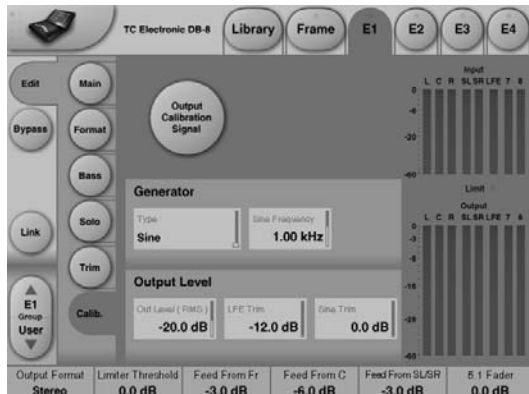 TC Electronic DB-8
Library
Frame
E1
E2
E3
E4
Edit
Bypass
Link
E1
Group
User
Main
Format
Bass
Solo
Trim
Calib.
Output
Calibration
Signal
Generator
Type
Sine
Sine Frequency
1.00 kHz
Output Level
Out Level ( RMS )
-20.0 dB
LFE Trim
-12.0 dB
Sine Trim
0.0 dB
Input
L C R SL SR LFE 7 8
0
-20
-60
Limit
Output
L C R SL SR LFE 7 8
0
-60
Output Format
Stereo
Limiter Threshold
0.0 dB
Feed From Fr
-3.0 dB
Feed From C
-6.0 dB
Feed From SL/SR
-3.0 dB
5.1 Fader
0.0 dB